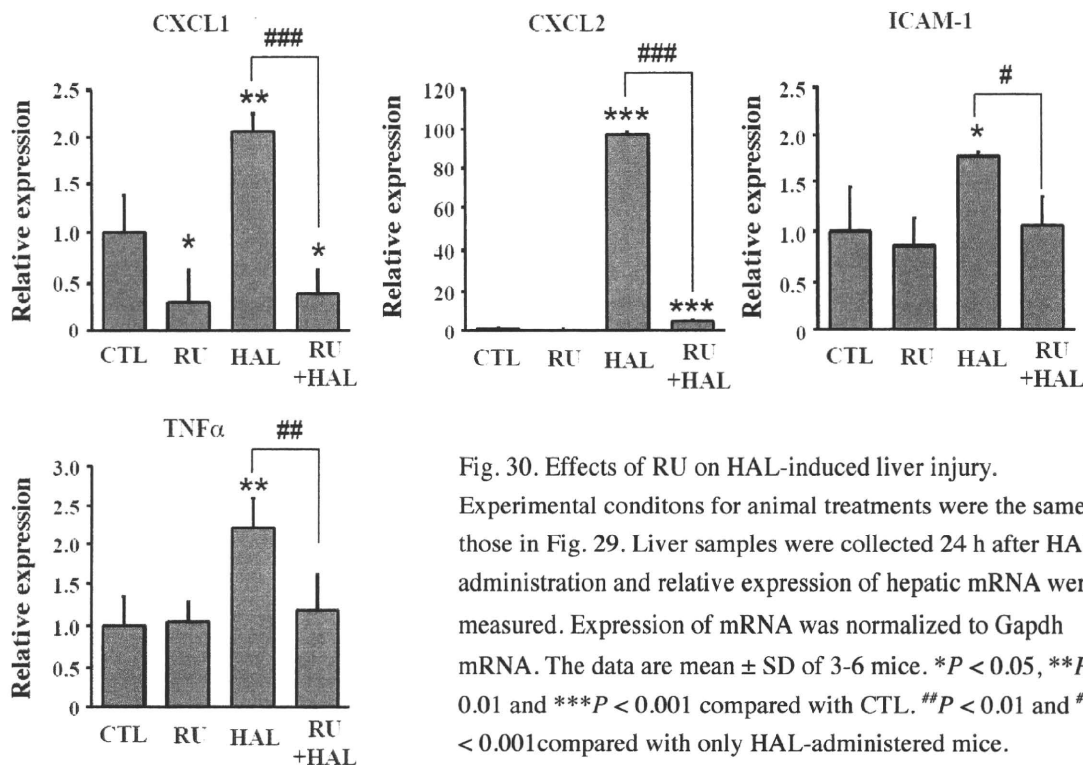 CXCL1
###
**
*
*
Relative expression
2.5
2.0
1.5
1.0
0.5
0
CTL RU HAL RU
+HAL
CXCL2
###
***
***
Relative expression
120
100
80
60
40
20
0
CTL RU HAL RU
+HAL
ICAM-1
#
*
Relative expression
2.5
2.0
1.5
1.0
0.5
0
CTL RU HAL RU
+HAL
TNFα
##
**
Relative expression
3.0
2.5
2.0
1.5
1.0
0.5
0
CTL RU HAL RU
+HAL
Fig. 30. Effects of RU on HAL-induced liver injury.
Experimental conditons for animal treatments were the same
those in Fig. 29. Liver samples were collected 24 h after HA
administration and relative expression of hepatic mRNA wer
measured. Expression of mRNA was normalized to Gapdh
mRNA. The data are mean ± SD of 3-6 mice. *P < 0.05, **P
0.01 and ***P < 0.001 compared with CTL. ##P < 0.01 and #
< 0.001compared with only HAL-administered mice.